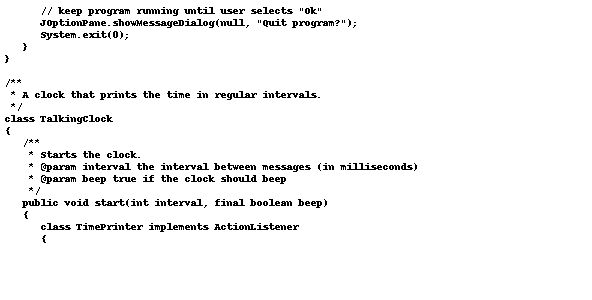 // keep program running until user selects "Ok"
JOptionPane.showMessageDialog(null, "Quit program?");
System.exit(0);
}
}
/**
* A clock that prints the time in regular intervals.
*/
class TalkingClock
{
/**
* Starts the clock.
* @param interval the interval between messages (in milliseconds)
* @param beep true if the clock should beep
*/
public void start(int interval, final boolean beep)
{
class TimePrinter implements ActionListener
{